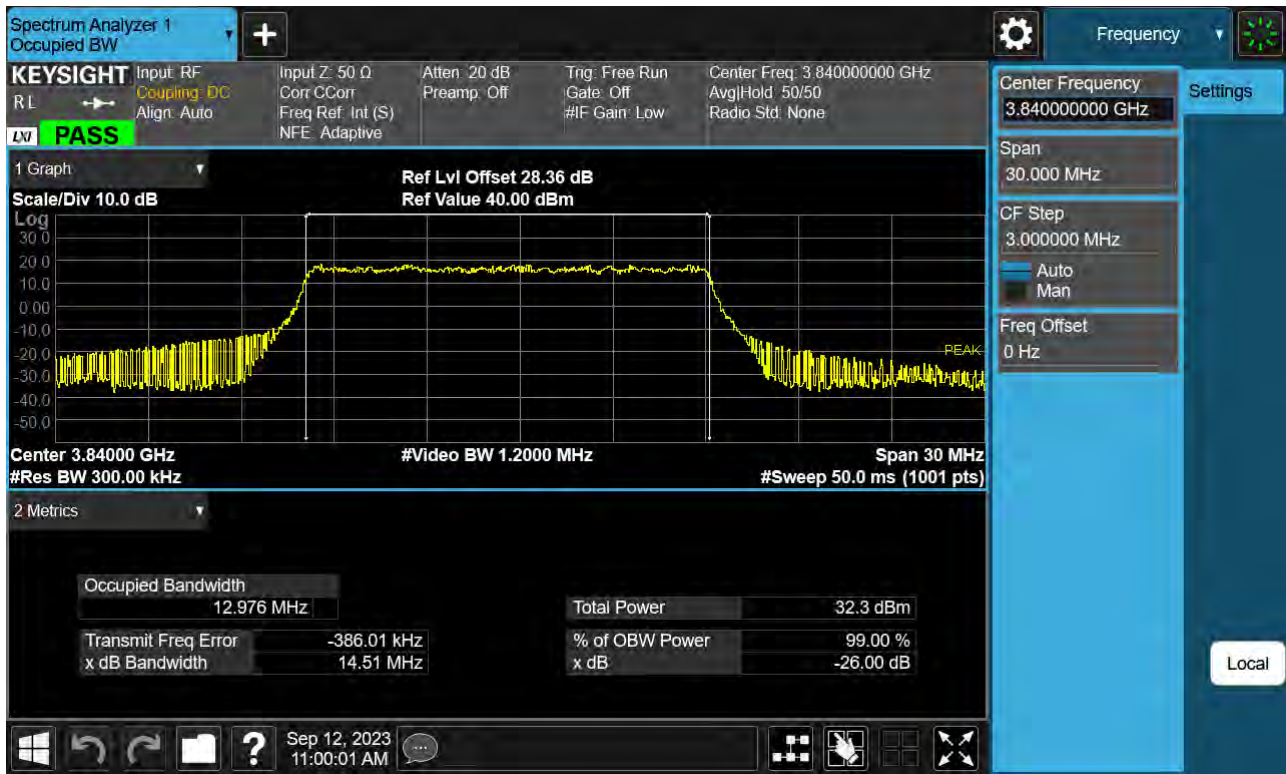 Spectrum Analyzer 1
Occupied BW
+
Frequency
KEYSIGHT
RL
LXI PASS
Input: RF
Coupling: DC
Align: Auto
Input Z: 50 Ω
Corr CCorr
Freq Ref: Int (S)
NFE: Adaptive
Atten: 20 dB
Preamp: Off
Trig: Free Run
Gate: Off
#IF Gain: Low
Center Freq: 3.840000000 GHz
Avg|Hold: 50/50
Radio Std: None
Center Frequency
3.840000000 GHz
Settings
Span
30.000 MHz
CF Step
3.000000 MHz
Auto
Man
Freq Offset
0 Hz
Local
1 Graph
Scale/Div 10.0 dB
Ref Lvl Offset 28.36 dB
Ref Value 40.00 dBm
Log
30.0
20.0
10.0
0.00
-10.0
-20.0
-30.0
-40.0
-50.0
PEAK
Center 3.84000 GHz
#Video BW 1.2000 MHz
Span 30 MHz
#Res BW 300.00 kHz
#Sweep 50.0 ms (1001 pts)
2 Metrics
Occupied Bandwidth
12.976 MHz
Total Power 32.3 dBm
Transmit Freq Error -386.01 kHz
% of OBW Power 99.00 %
x dB Bandwidth 14.51 MHz
x dB -26.00 dB
?
Sep 12, 2023
11:00:01 AM